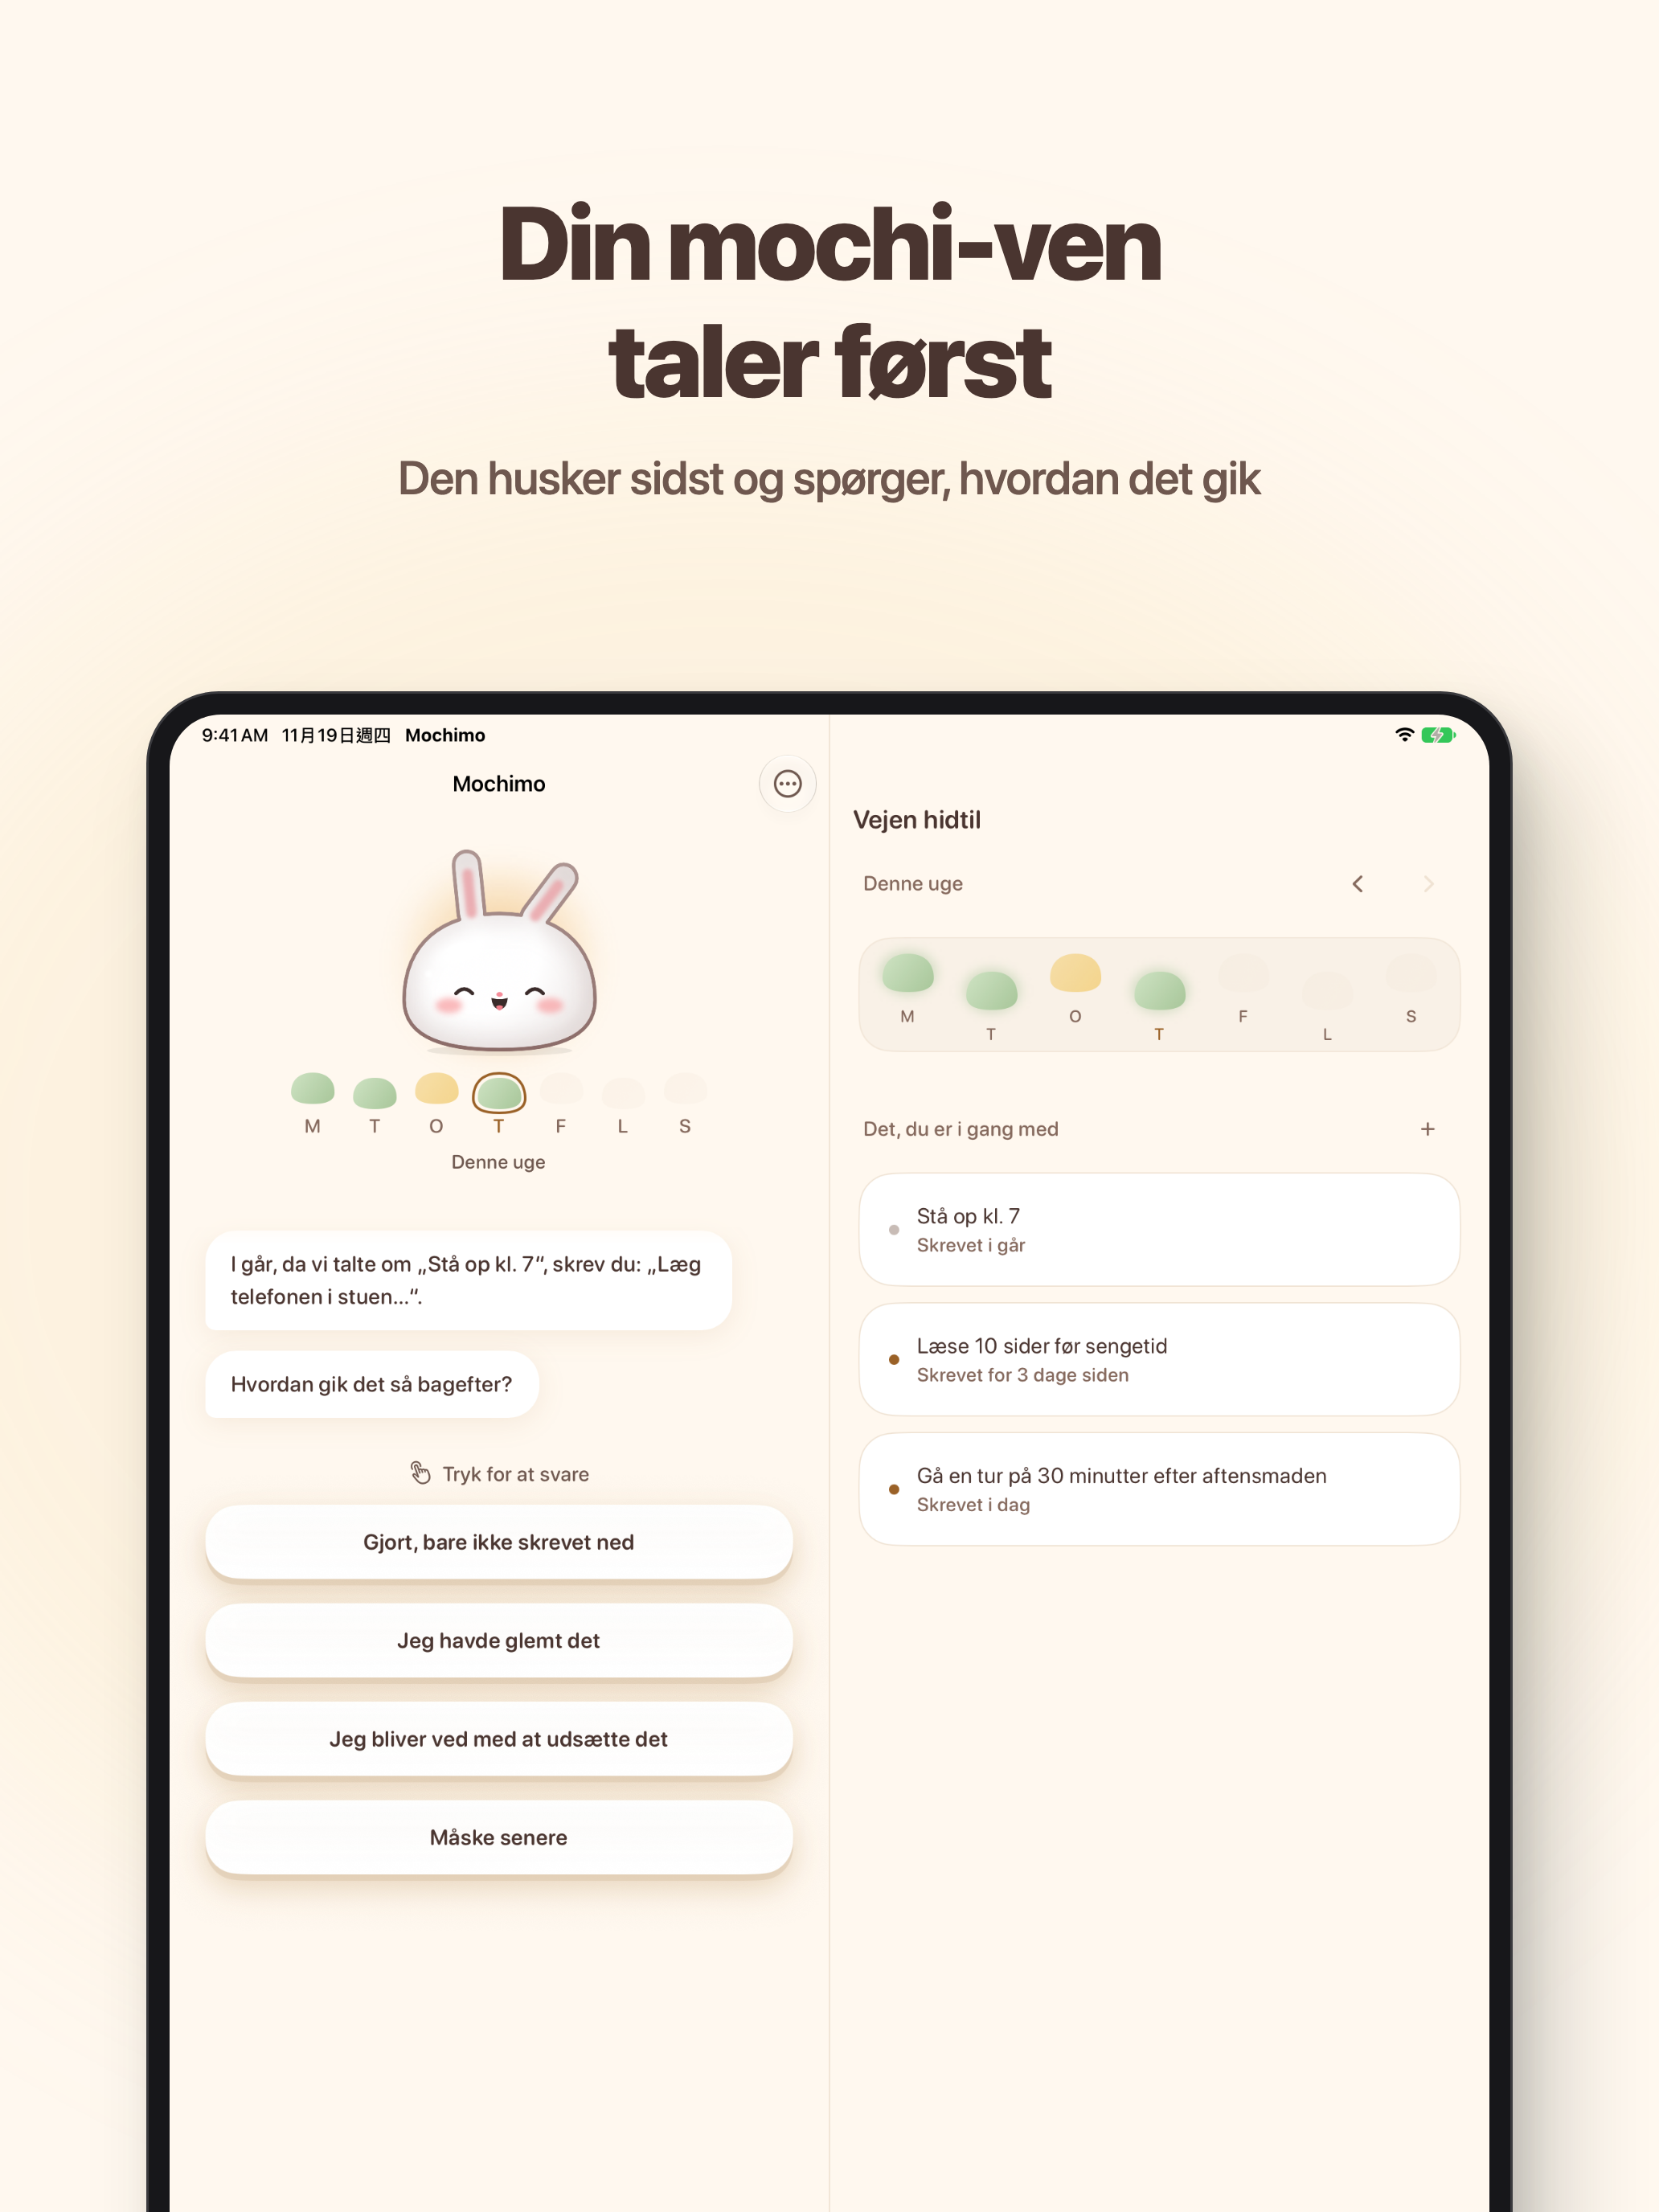 Din mochi-ven
taler først
Den husker sidst og spørger, hvordan det gik
9:41 AM 11月19日週四 Mochimo
Mochimo
M T O T F L S
Denne uge
I går, da vi talte om „Stå op kl. 7“, skrev du: „Læg
telefonen i stuen…“.
Hvordan gik det så bagefter?
Tryk for at svare
Gjort, bare ikke skrevet ned
Jeg havde glemt det
Jeg bliver ved med at udsætte det
Måske senere
Vejen hidtil
Denne uge
M T O T F L S
Det, du er i gang med
Stå op kl. 7
Skrevet i går
Læse 10 sider før sengetid
Skrevet for 3 dage siden
Gå en tur på 30 minutter efter aftensmaden
Skrevet i dag